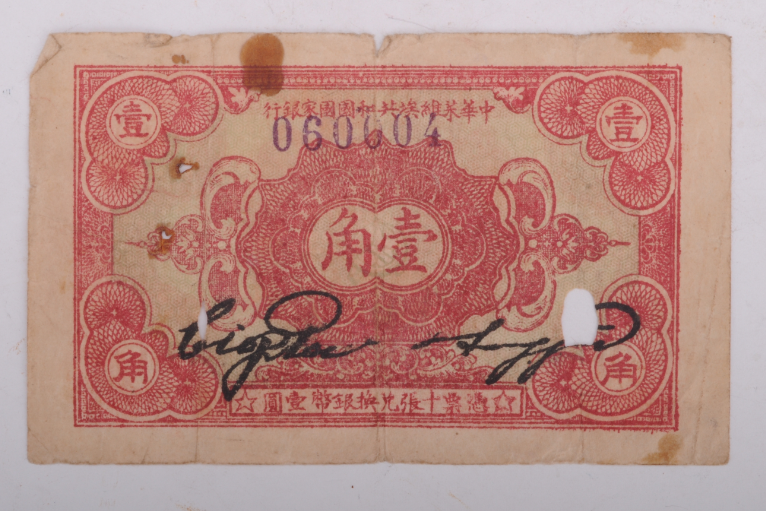 壹
壹
中華蘇維埃共和國國家銀行
060604
壹角
角
角
憑票十張兌換銀幣壹圓